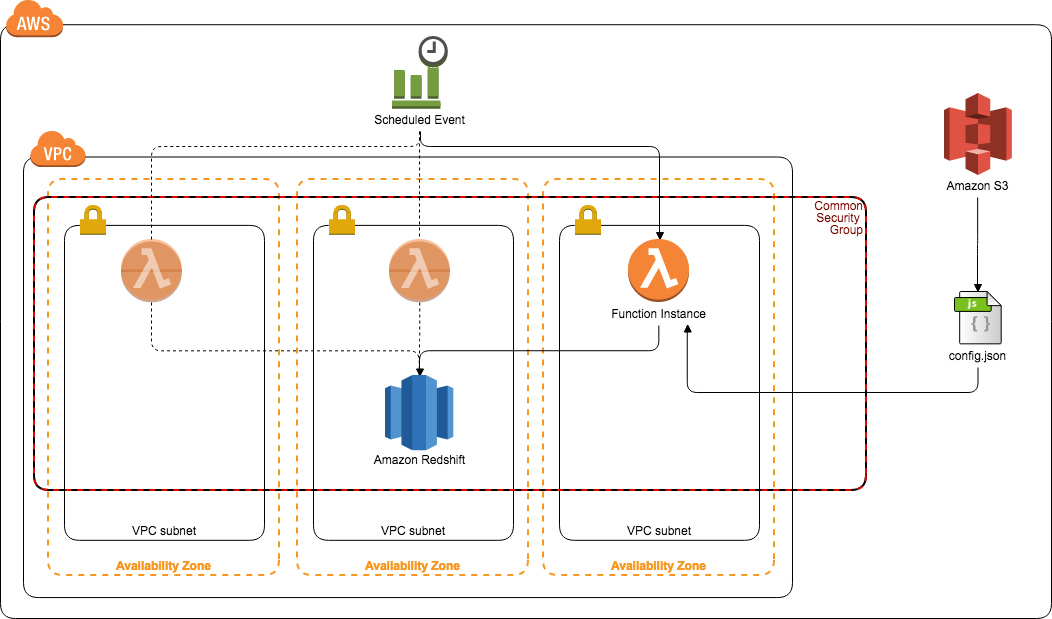 AWS
Scheduled Event
VPC
Amazon S3
Common
Security
Group
js
{ }
Function Instance
config.json
Amazon Redshift
VPC subnet
VPC subnet
VPC subnet
Availability Zone
Availability Zone
Availability Zone